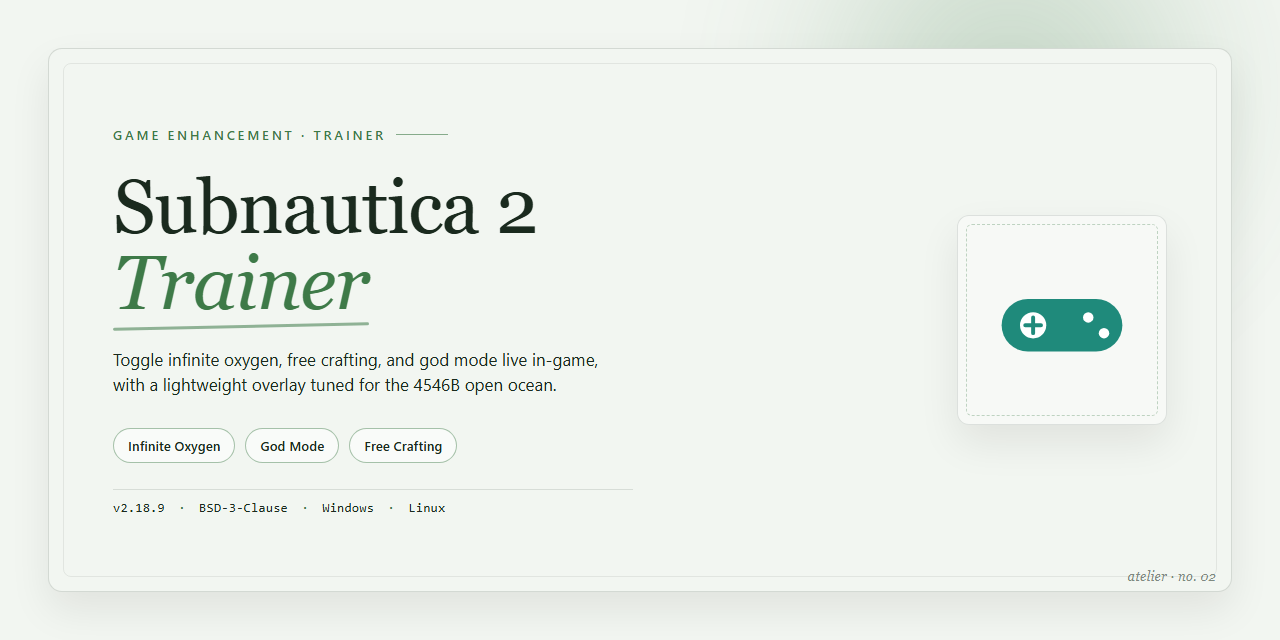 GAME ENHANCEMENT · TRAINER
Subnautica 2
Trainer
Toggle infinite oxygen, free crafting, and god mode live in-game,
with a lightweight overlay tuned for the 4546B open ocean.
Infinite Oxygen God Mode Free Crafting
v2.18.9 · BSD-3-Clause · Windows · Linux
atelier · no. 02